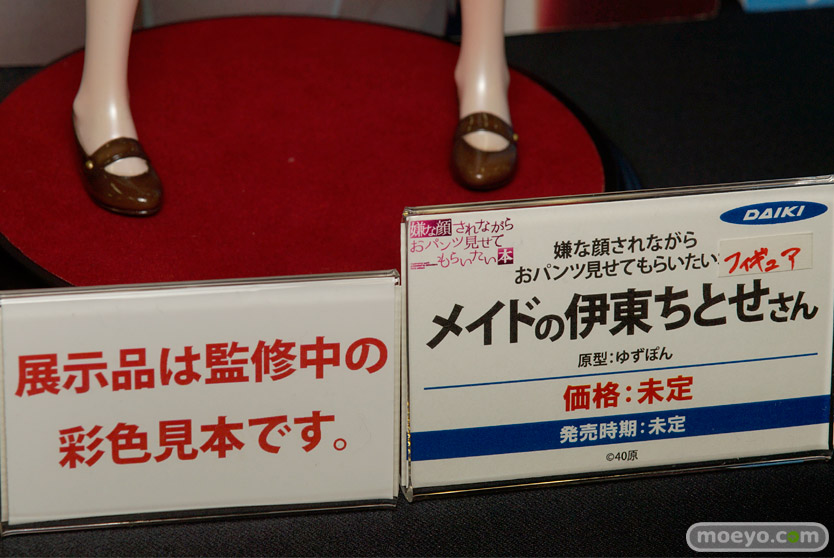 展示品は監修中の
彩色見本です。
嫌な顔されながら
おパンツ見せて
もらいたい本
DAIKI
嫌な顔されながら
おパンツ見せてもらいたい フィギュア
メイドの伊東ちとせさん
原型:ゆずぽん
価格:未定
発売時期:未定
©40原
moeyo.com